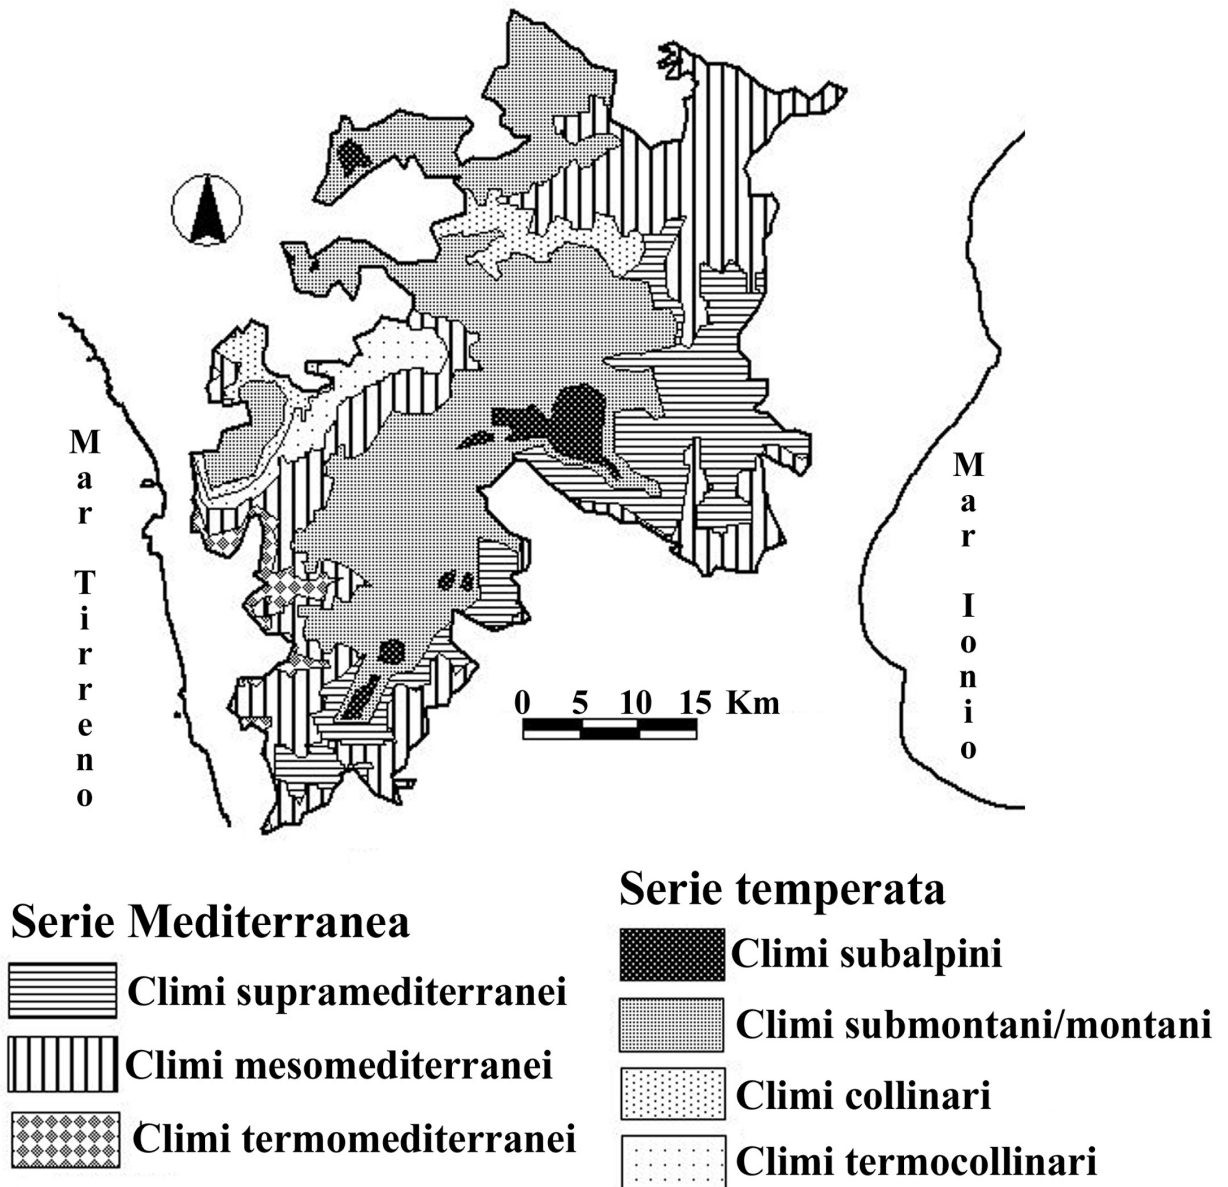 Mar Tirreno
Mar Ionio
0 5 10 15 Km
Serie Mediterranea
Climi supramediterranei
Climi mesomediterranei
Climi termomediterranei
Serie temperata
Climi subalpini
Climi submontani/montani
Climi collinari
Climi termocollinari